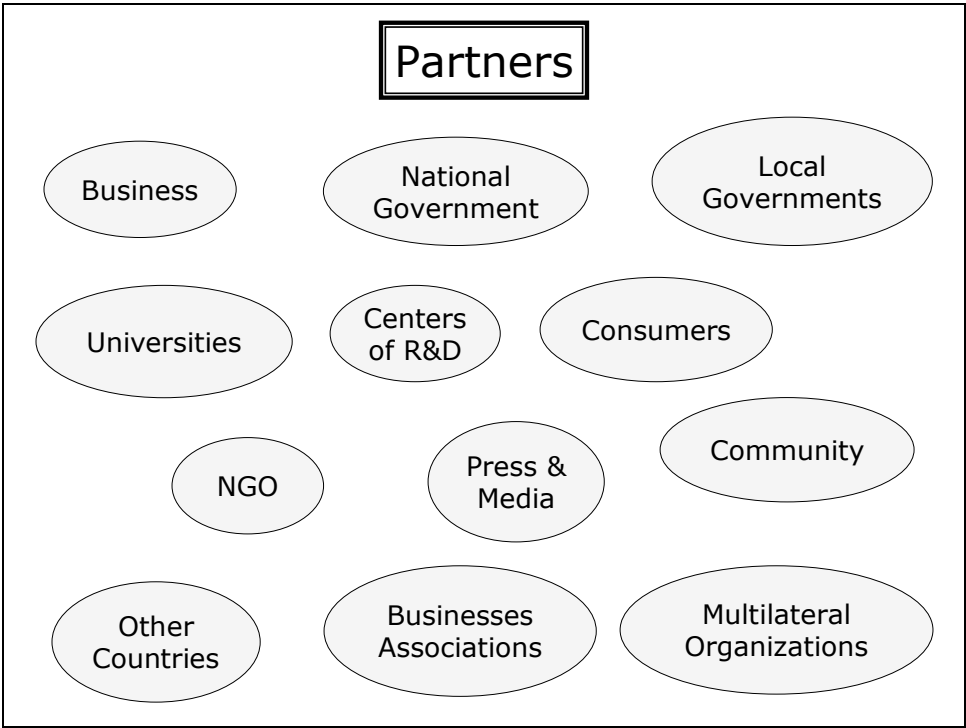 Partners
Business
National
Government
Local
Governments
Universities
Centers
of R&D
Consumers
NGO
Press &
Media
Community
Other
Countries
Businesses
Associations
Multilateral
Organizations